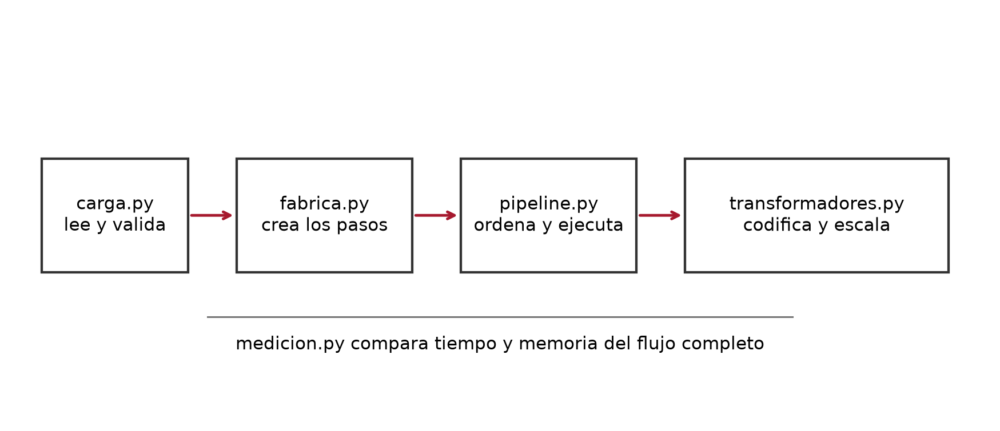 carga.py
lee y valida
fabrica.py
crea los pasos
pipeline.py
ordena y ejecuta
transformadores.py
codifica y escala
medicion.py compara tiempo y memoria del flujo completo